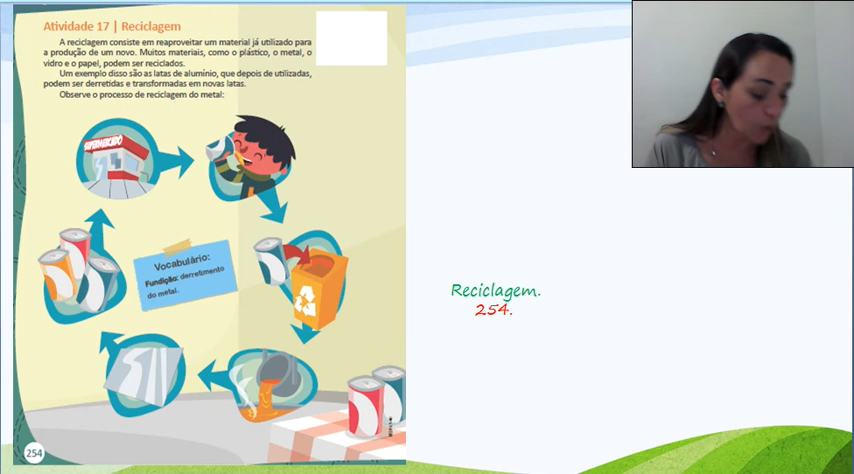 Atividade 17 | Reciclagem
A reciclagem consiste em reaproveitar um material já utilizado para
a produção de um novo. Muitos materiais, como o plástico, o metal, o
vidro e o papel, podem ser reciclados.
Um exemplo disso são as latas de alumínio, que depois de utilizadas,
podem ser derretidas e transformadas em novas latas.
Observe o processo de reciclagem do metal:
SUPERMERCADO
Vocabulário:
Fundição: derretimento
do metal.
Reciclagem.
254.
254